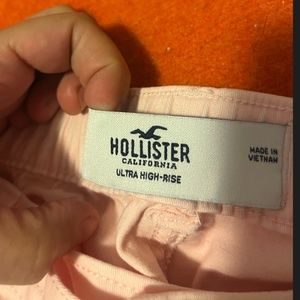 HOLLISTER
CALIFORNIA
ULTRA HIGH-RISE
MADE IN
VIETNAM